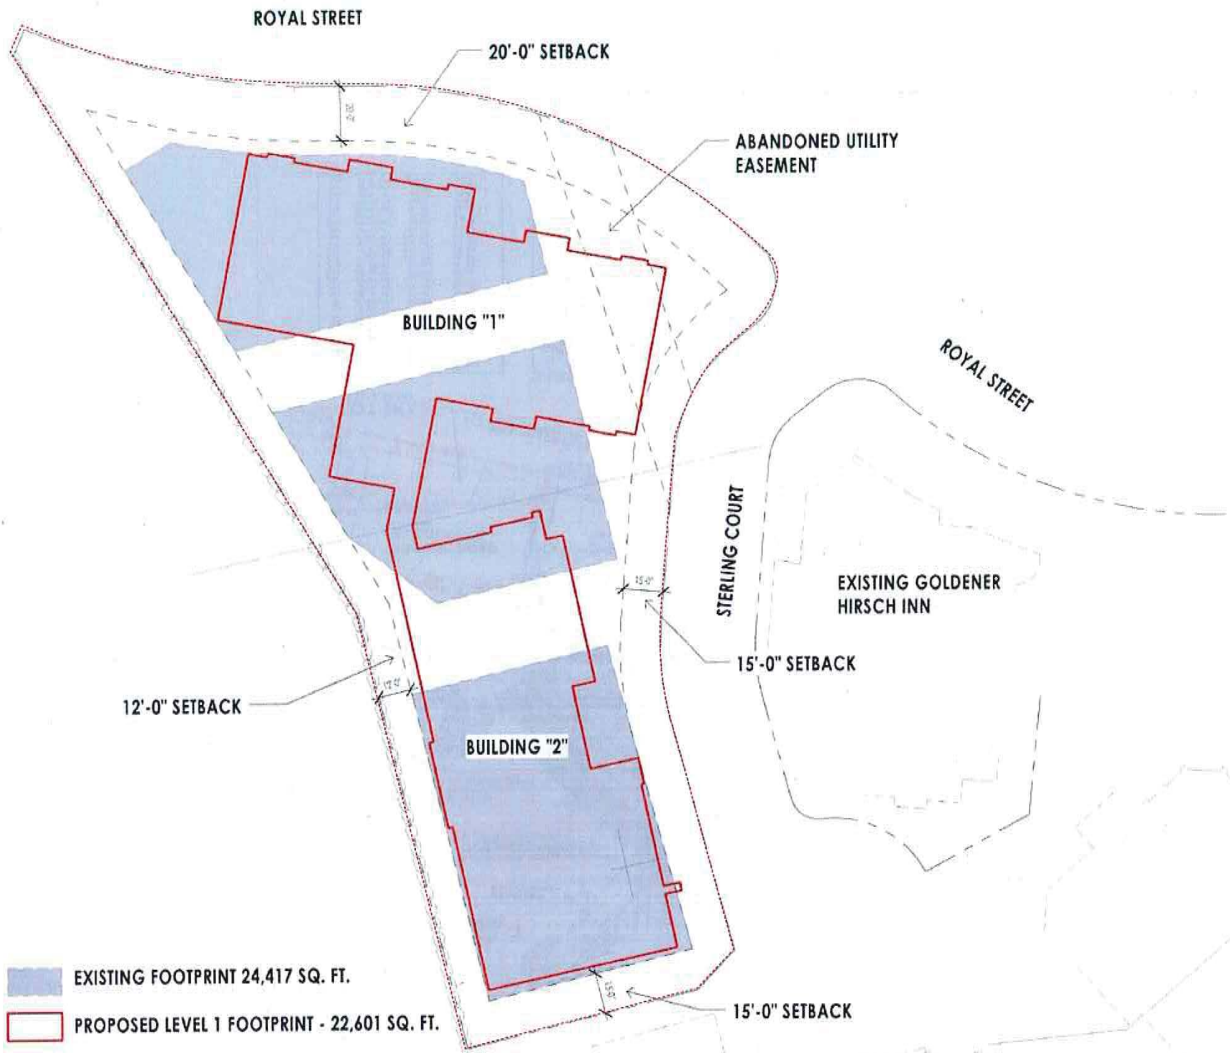 ROYAL STREET
20'-0" SETBACK
ABANDONED UTILITY
EASEMENT
BUILDING "1"
ROYAL STREET
STERLING COURT
EXISTING GOLDENER
HIRSCH INN
15'-0"
15'-0" SETBACK
12'-0" SETBACK
BUILDING "2"
EXISTING FOOTPRINT 24,417 SQ. FT.
PROPOSED LEVEL 1 FOOTPRINT - 22,601 SQ. FT.
15'-0" SETBACK